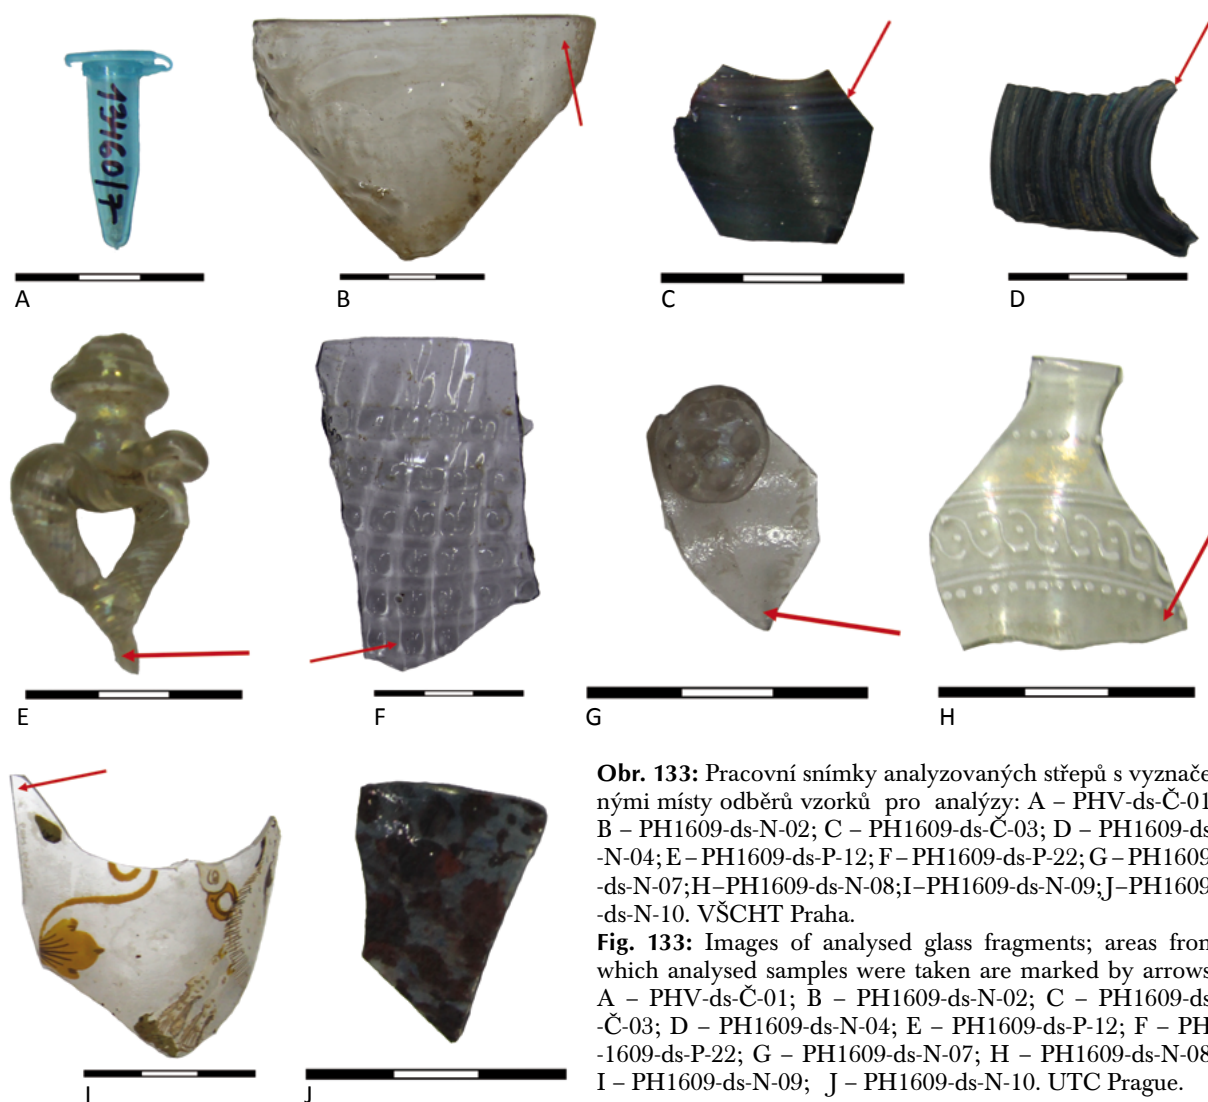 13460/7
A
B
C
D
E
F
G
H
I
J
Obr. 133: Pracovní snímky analyzovaných střepů s vyznače
nými místy odběrů vzorků pro analýzy: A – PHV-ds-Č-01
B – PH1609-ds-N-02; C – PH1609-ds-Č-03; D – PH1609-ds
-N-04; E – PH1609-ds-P-12; F – PH1609-ds-P-22; G – PH1609
-ds-N-07; H–PH1609-ds-N-08; I–PH1609-ds-N-09; J–PH1609
-ds-N-10. VŠCHT Praha.
Fig. 133: Images of analysed glass fragments; areas from
which analysed samples were taken are marked by arrows
A – PHV-ds-Č-01; B – PH1609-ds-N-02; C – PH1609-ds
-Č-03; D – PH1609-ds-N-04; E – PH1609-ds-P-12; F – PH
-1609-ds-P-22; G – PH1609-ds-N-07; H – PH1609-ds-N-08
I – PH1609-ds-N-09; J – PH1609-ds-N-10. UTC Prague.